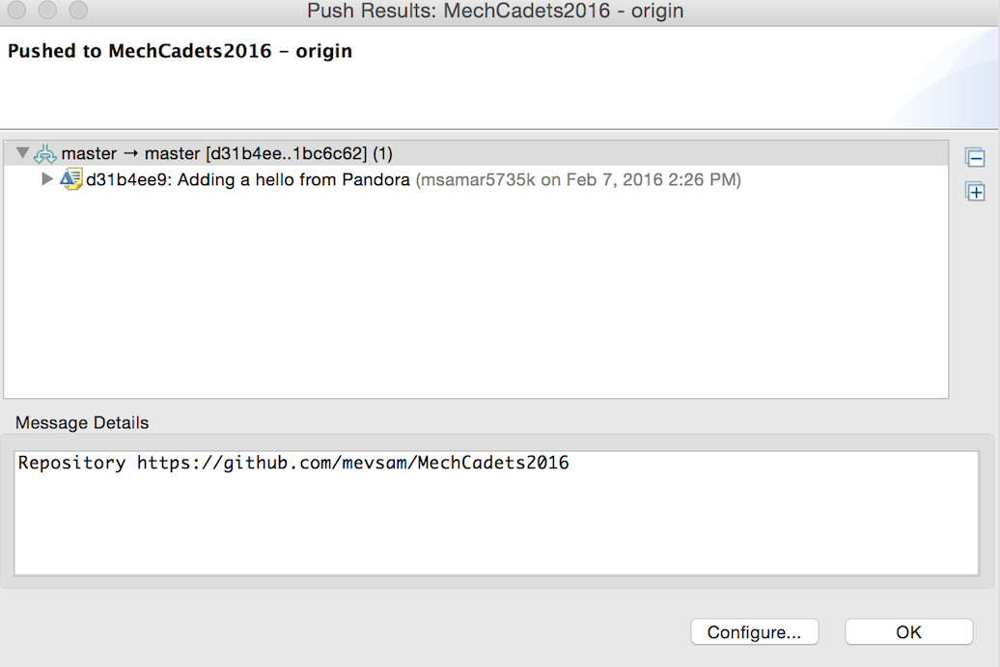 Push Results: MechCadets2016 - origin
Pushed to MechCadets2016 – origin
master → master [d31b4ee..1bc6c62] (1)
d31b4ee9: Adding a hello from Pandora (msamar5735k on Feb 7, 2016 2:26 PM)
Message Details
Repository https://github.com/mevsam/MechCadets2016
Configure... OK